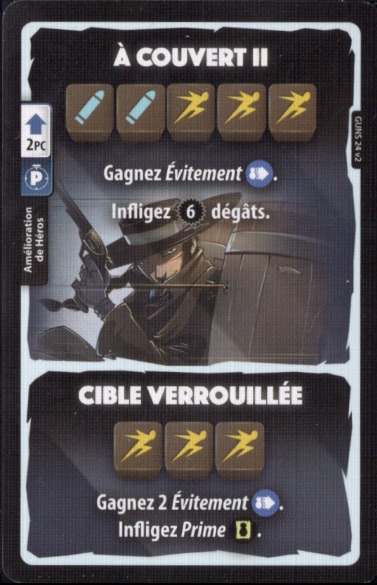 À COUVERT II
2PC
P
Amélioration
de Héros
GUNS 24 v2
Gagnez Évitement .
Infligez 6 dégâts.
CIBLE VERROUILLÉE
Gagnez 2 Évitement .
Infligez Prime .